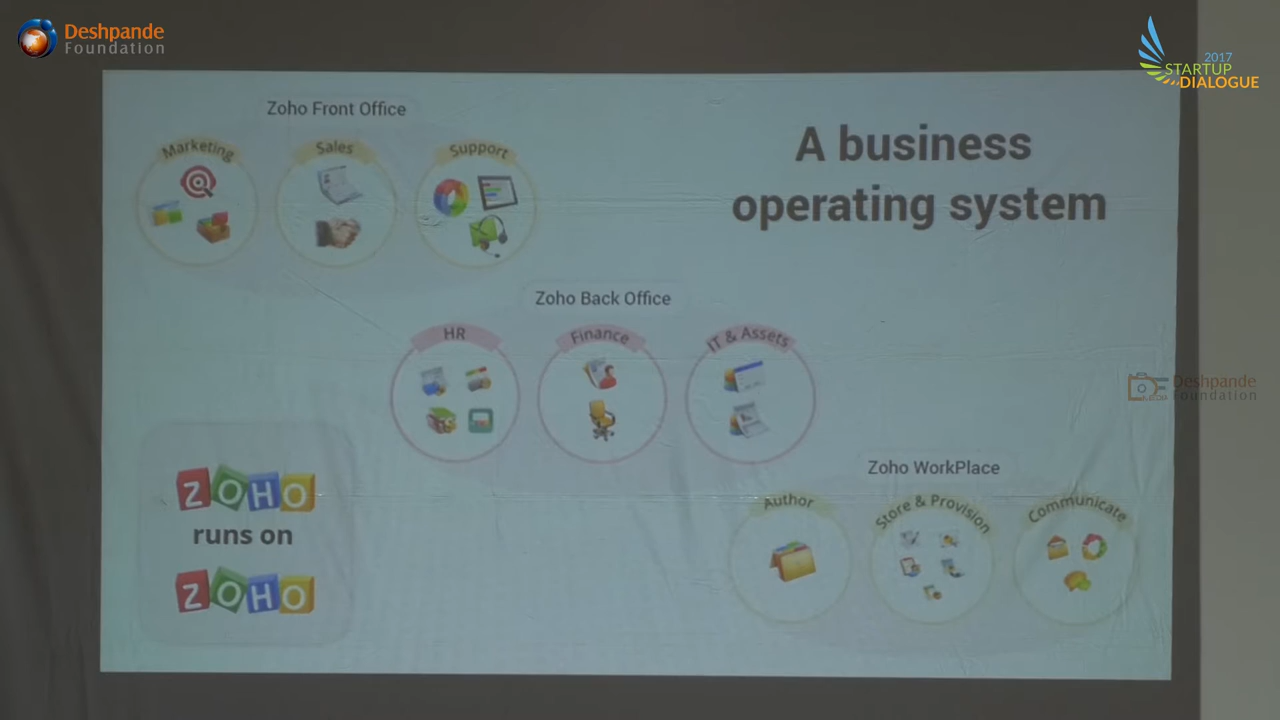 Deshpande
Foundation
2017
STARTUP
DIALOGUE
Zoho Front Office
Marketing
Sales
Support
A business
operating system
Zoho Back Office
HR
Finance
IT & Assets
Deshpande
Foundation
Zoho WorkPlace
Author
Store & Provision
Communicate
ZOHO
runs on
ZOHO